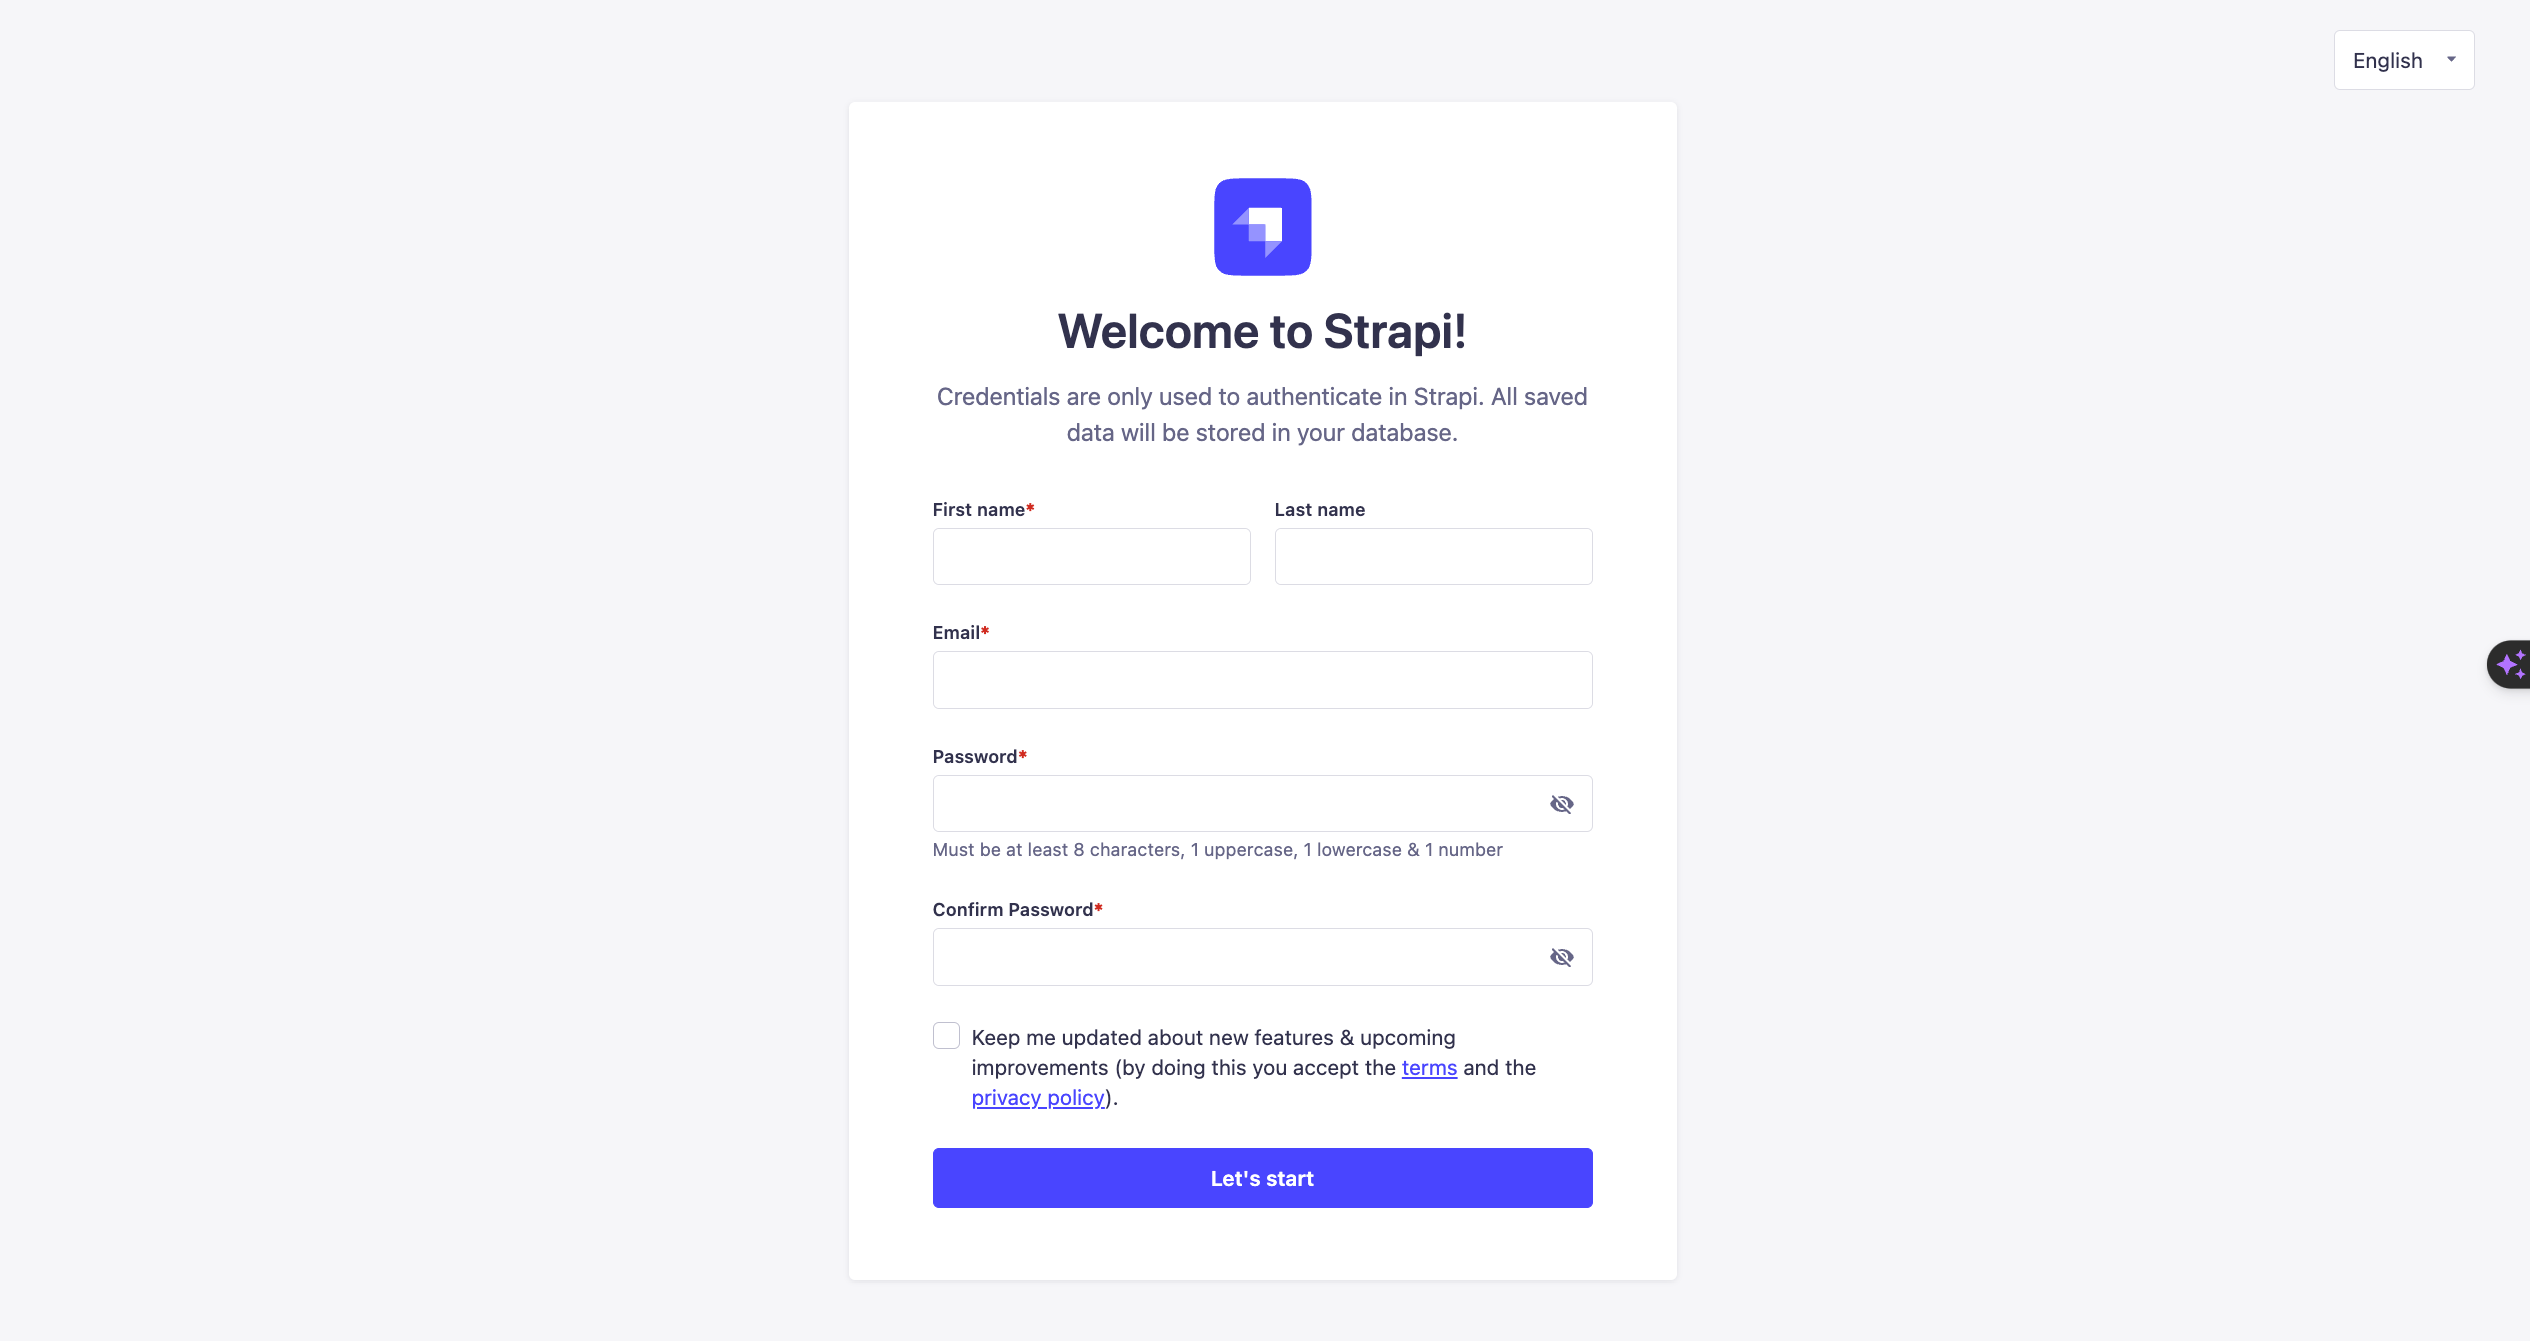 English
Welcome to Strapi!
Credentials are only used to authenticate in Strapi. All saved
data will be stored in your database.
First name*
Last name
Email*
Password*
Must be at least 8 characters, 1 uppercase, 1 lowercase & 1 number
Confirm Password*
Keep me updated about new features & upcoming
improvements (by doing this you accept the terms and the
privacy policy).
Let's start